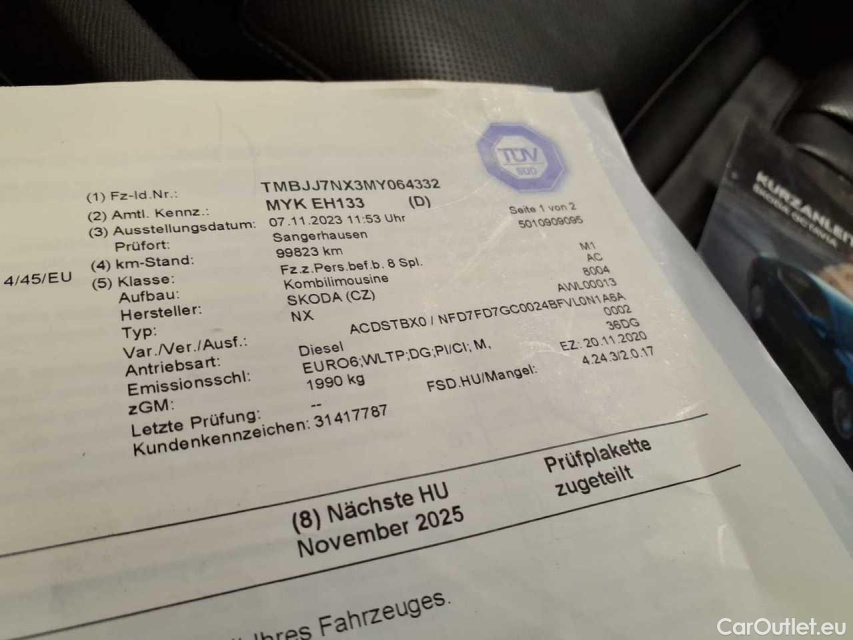 TÜV
SÜD
(1) Fz-Id.Nr.: TMBJJ7NX3MY064332
(2) Amtl. Kennz.: MYK EH133 (D)
Seite 1 von 2
(3) Ausstellungsdatum: 07.11.2023 11:53 Uhr
5010909095
Prüfort: Sangerhausen
(4) km-Stand: 99823 km
4/45/EU
(5) Klasse: Fz.z.Pers.bef.b. 8 Spl. M1
Aufbau: Kombilimousine AC
Hersteller: SKODA (CZ) 8004
Typ: NX AWL00013
Var./Ver./Ausf.: ACDSTBX0 / NFD7FD7GC0024BFVL0N1A6A
Antriebsart: Diesel 0002
Emissionsschl: EURO6;WLTP;DG;PI/CI; M, 36DG
zGM: 1990 kg EZ: 20.11.2020
Letzte Prüfung: -- FSD.HU/Mangel: 4.24.3/2.0.17
Kundenkennzeichen: 31417787
(8) Nächste HU
November 2025
Prüfplakette
zugeteilt
Ihres Fahrzeuges.
KURZANLEIT
ŠKODA OCTAVIA
CarOutlet.eu